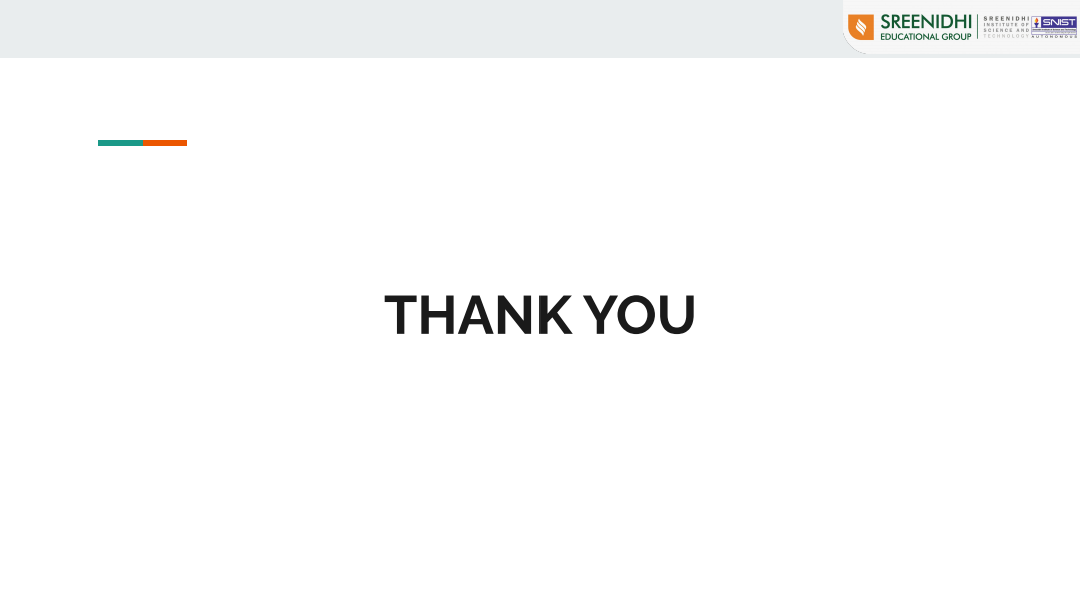 SREENIDHI
EDUCATIONAL GROUP
SREENIDHI
INSTITUTE OF
SCIENCE AND
TECHNOLOGY
SNIST
AUTONOMOUS
THANK YOU